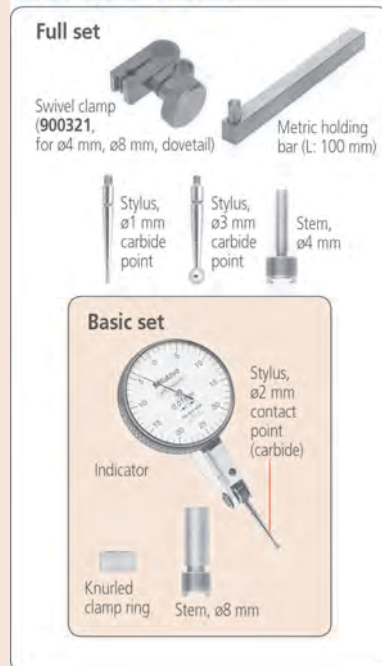 Full set
Swivel clamp
(900321,
for ø4 mm, ø8 mm, dovetail)
Metric holding
bar (L: 100 mm)
Stylus,
ø1 mm
carbide
point
Stylus,
ø3 mm
carbide
point
Stem,
ø4 mm
Basic set
Stylus,
ø2 mm
contact
point
(carbide)
Indicator
Knurled
clamp ring
Stem, ø8 mm